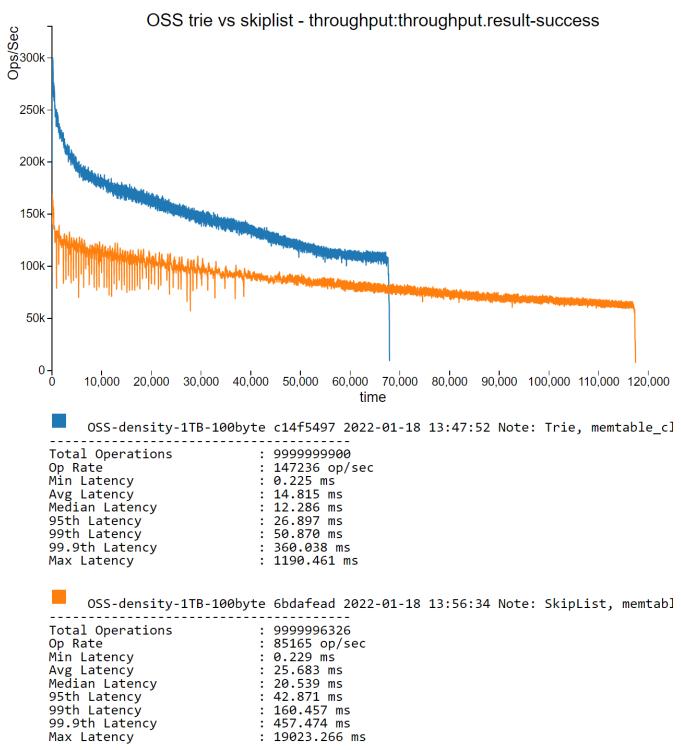 OSS trie vs skiplist - throughput:throughput.result-success
Ops/Sec
300k
250k
200k
150k
100k
50k
0
0 10,000 20,000 30,000 40,000 50,000 60,000 70,000 80,000 90,000 100,000 110,000 120,000
time
OSS-density-1TB-100byte c14f5497 2022-01-18 13:47:52 Note: Trie, memtable_cl
----------------------------------------
Total Operations : 9999999900
Op Rate : 147236 op/sec
Min Latency : 0.225 ms
Avg Latency : 14.815 ms
Median Latency : 12.286 ms
95th Latency : 26.897 ms
99th Latency : 50.870 ms
99.9th Latency : 360.038 ms
Max Latency : 1190.461 ms
OSS-density-1TB-100byte 6bdafead 2022-01-18 13:56:34 Note: SkipList, memtabl
----------------------------------------
Total Operations : 9999996326
Op Rate : 85165 op/sec
Min Latency : 0.229 ms
Avg Latency : 25.683 ms
Median Latency : 20.539 ms
95th Latency : 42.871 ms
99th Latency : 160.457 ms
99.9th Latency : 457.474 ms
Max Latency : 19023.266 ms